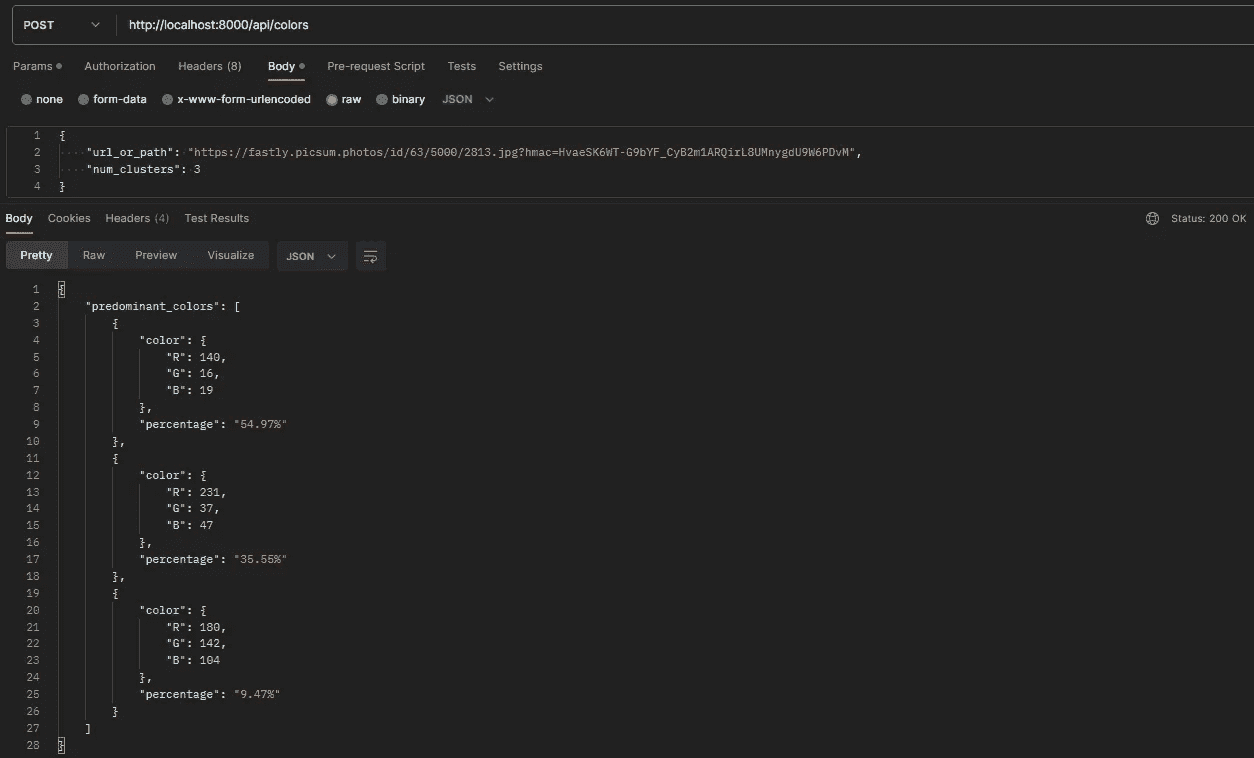 POST http://localhost:8000/api/colors
Params Authorization Headers (8) Body Pre-request Script Tests Settings
none form-data x-www-form-urlencoded raw binary JSON
1 {
2 "url_or_path": "https://fastly.picsum.photos/id/63/5000/2813.jpg?hmac=HvaeSK6WT-G9bYF_CyB2m1ARQirL8UMnygdU9W6PDvM",
3 "num_clusters": 3
4 }
Body Cookies Headers (4) Test Results Status: 200 OK
Pretty Raw Preview Visualize JSON
1 {
2 "predominant_colors": [
3 {
4 "color": {
5 "R": 140,
6 "G": 16,
7 "B": 19
8 },
9 "percentage": "54.97%"
10 },
11 {
12 "color": {
13 "R": 231,
14 "G": 37,
15 "B": 47
16 },
17 "percentage": "35.55%"
18 },
19 {
20 "color": {
21 "R": 180,
22 "G": 142,
23 "B": 104
24 },
25 "percentage": "9.47%"
26 }
27 ]
28 }